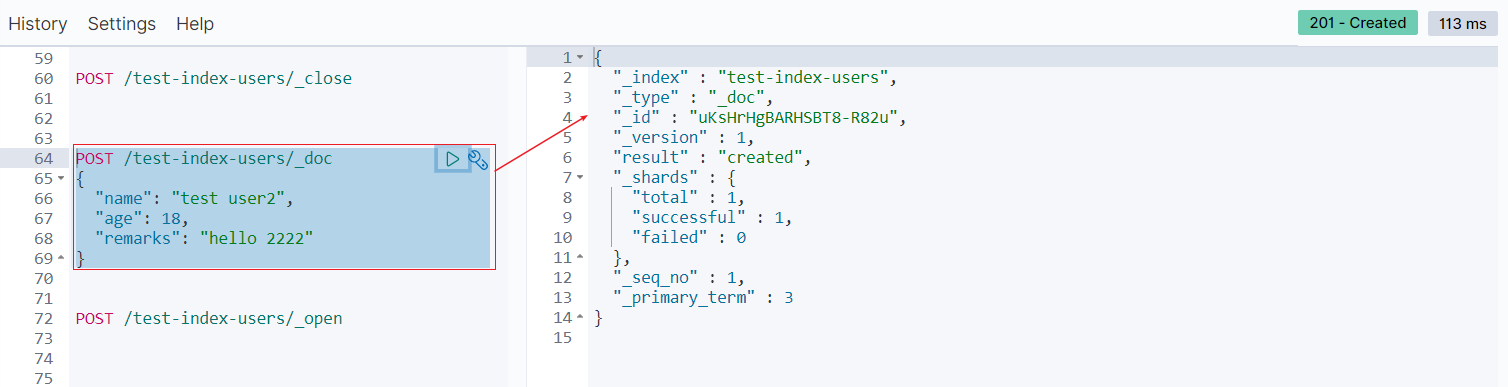 History Settings Help 201 - Created 113 ms
59
60 POST /test-index-users/_close
61
62
63
64 POST /test-index-users/_doc
65 {
66 "name": "test user2",
67 "age": 18,
68 "remarks": "hello 2222"
69 }
70
71
72 POST /test-index-users/_open
73
74
75
1 {
2 "_index" : "test-index-users",
3 "_type" : "_doc",
4 "_id" : "uKsHrHgBARHSBT8-R82u",
5 "_version" : 1,
6 "result" : "created",
7 "_shards" : {
8 "total" : 1,
9 "successful" : 1,
10 "failed" : 0
11 },
12 "_seq_no" : 1,
13 "_primary_term" : 3
14 }
15